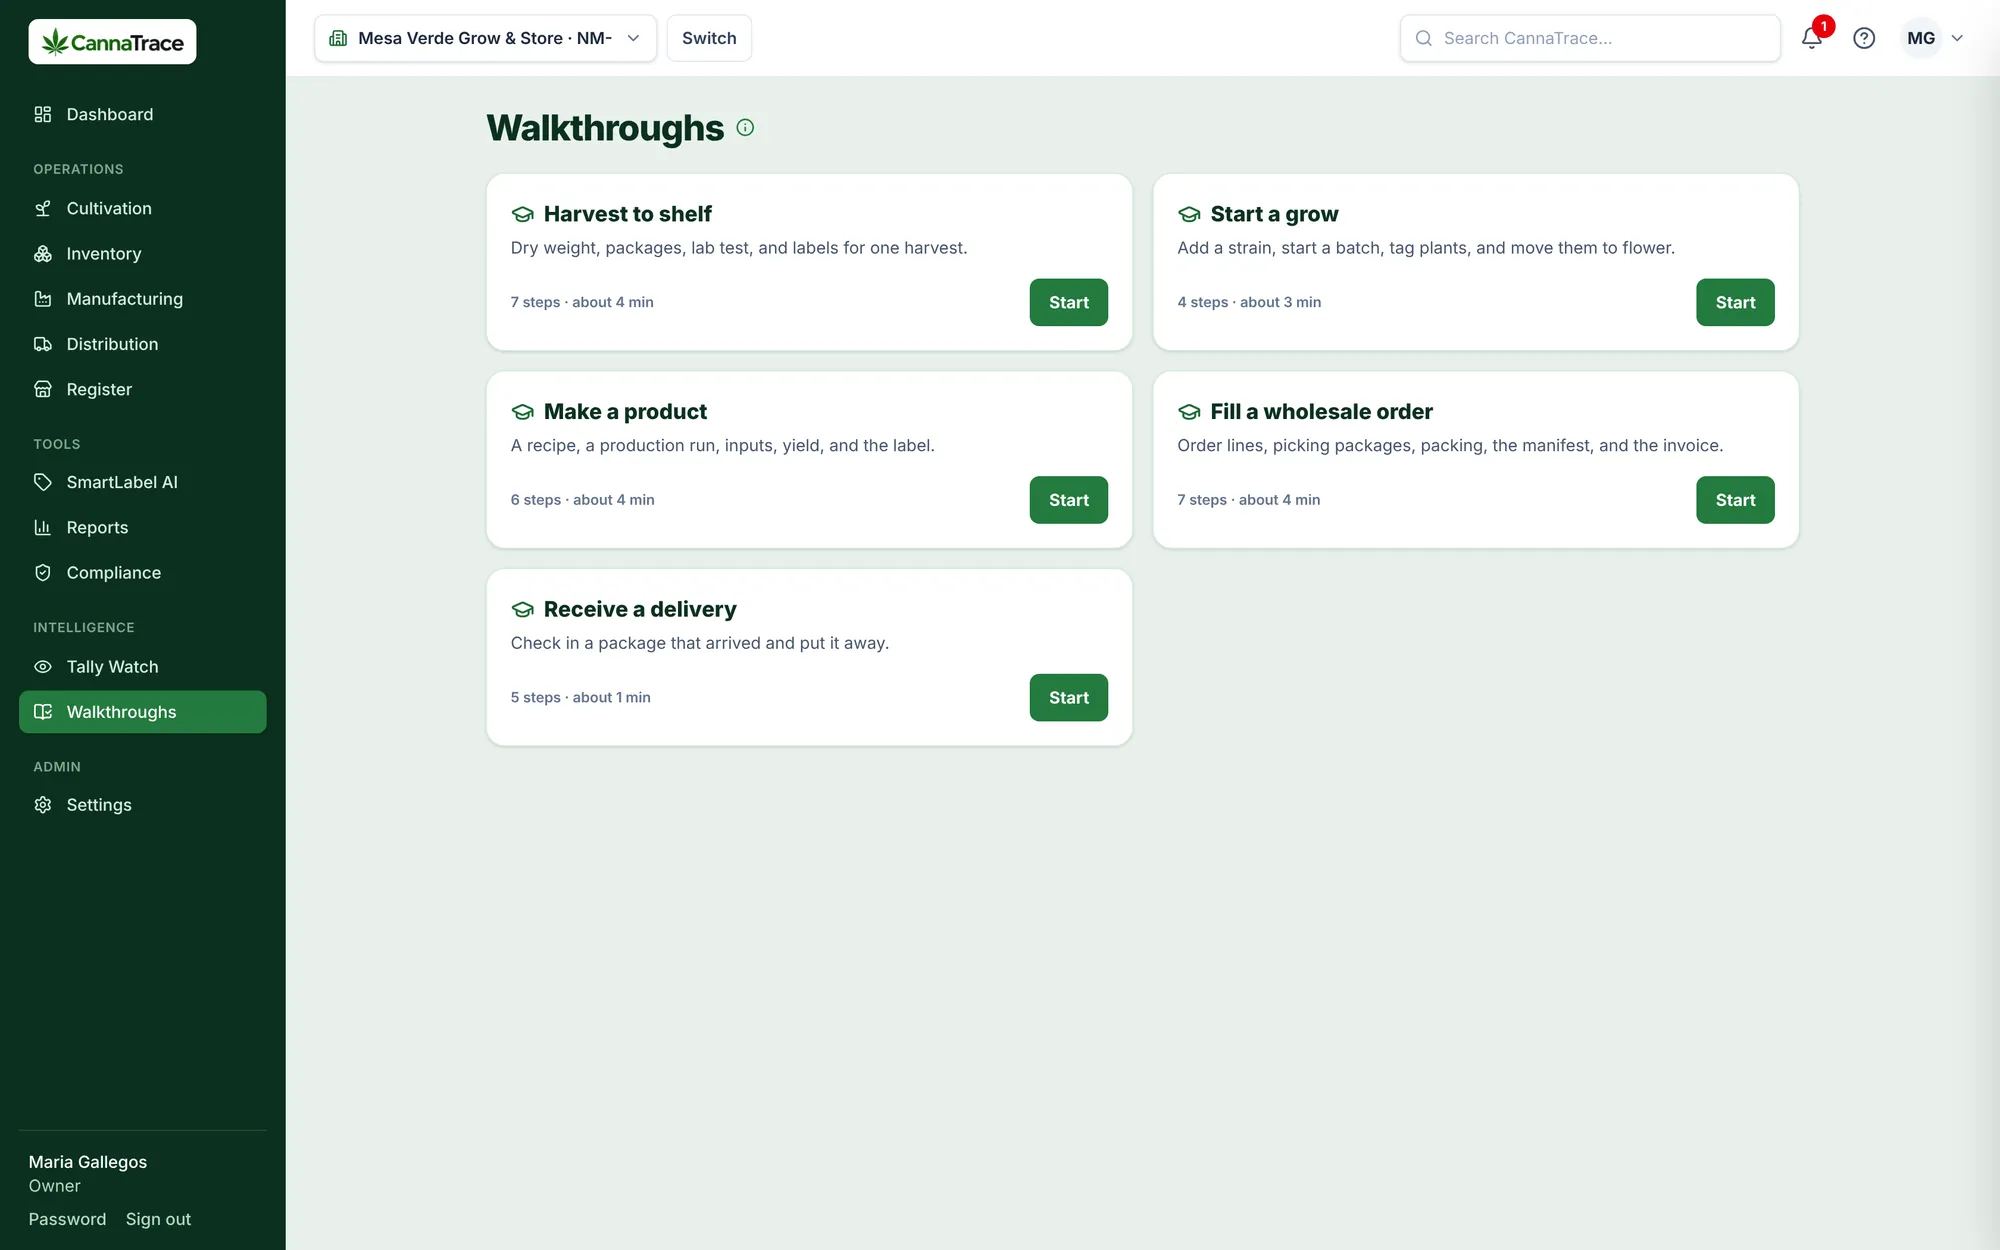 CannaTrace
Mesa Verde Grow & Store · NM-
Switch
Search CannaTrace...
1
MG
Dashboard
OPERATIONS
Cultivation
Inventory
Manufacturing
Distribution
Register
TOOLS
SmartLabel AI
Reports
Compliance
INTELLIGENCE
Tally Watch
Walkthroughs
ADMIN
Settings
Maria Gallegos
Owner
Password Sign out
Walkthroughs
Harvest to shelf
Dry weight, packages, lab test, and labels for one harvest.
7 steps · about 4 min
Start
Start a grow
Add a strain, start a batch, tag plants, and move them to flower.
4 steps · about 3 min
Start
Make a product
A recipe, a production run, inputs, yield, and the label.
6 steps · about 4 min
Start
Fill a wholesale order
Order lines, picking packages, packing, the manifest, and the invoice.
7 steps · about 4 min
Start
Receive a delivery
Check in a package that arrived and put it away.
5 steps · about 1 min
Start